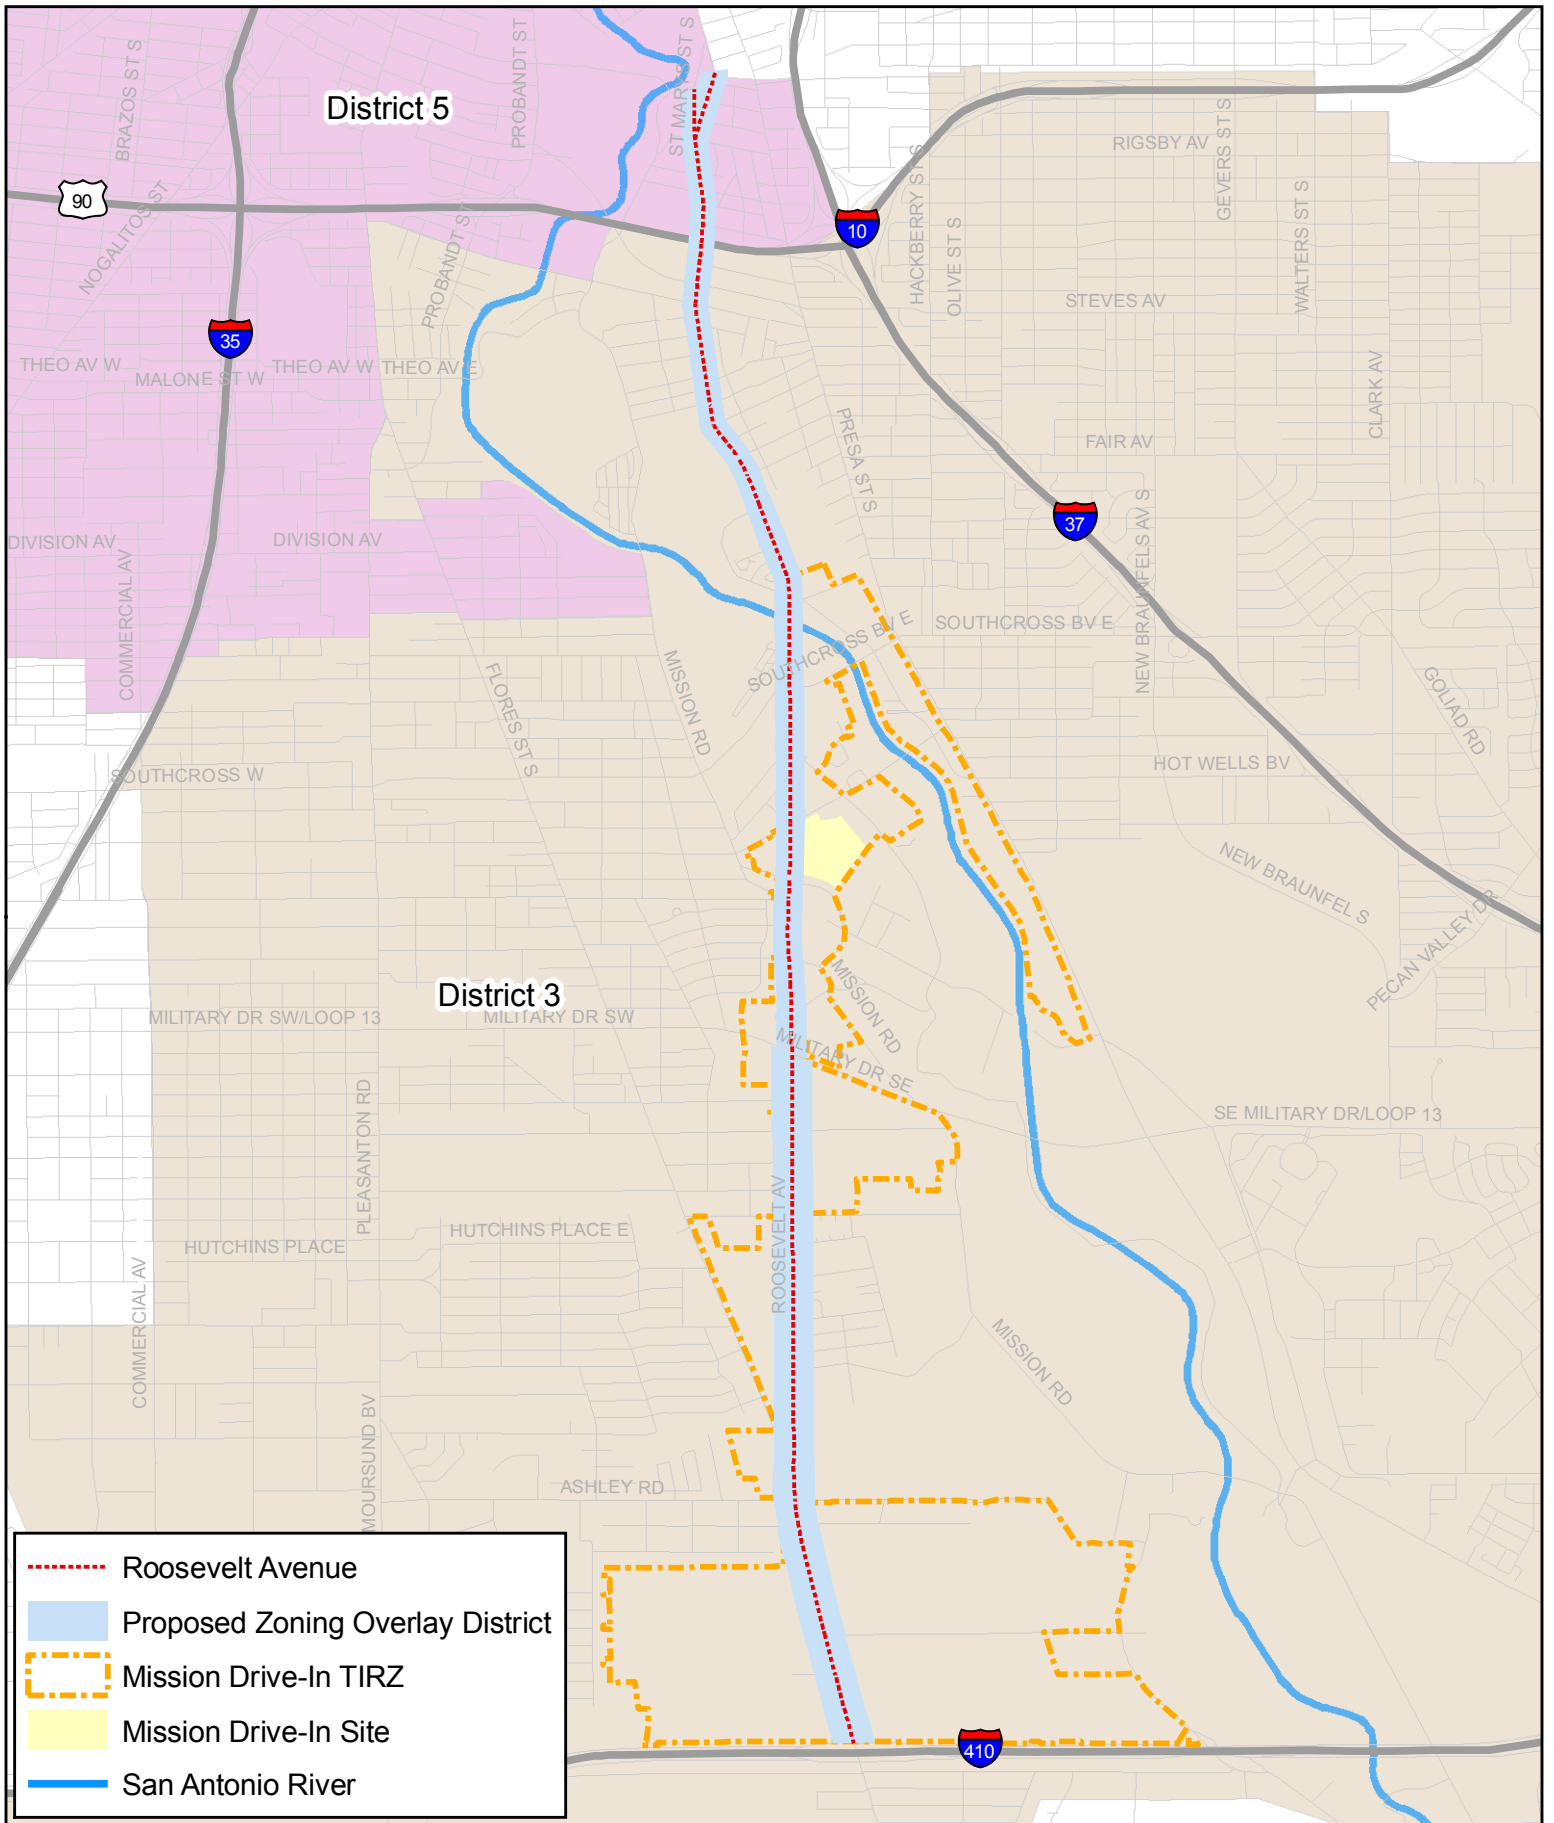 BRAZOS ST S
District 5
PROBANDT ST
ST MARYS ST S
RIGSBY AV
GEVERS ST S
90
NOGALITOS ST
PROBANDT ST
10
HACKBERRY ST S
OLIVE ST S
WALTERS ST S
STEVES AV
35
THEO AV W
MALONE ST W
THEO AV W
THEO AV E
CLARK AV
PRESA ST S
FAIR AV
37
NEW BRAUNFELS AV S
DIVISION AV
DIVISION AV
COMMERCIAL AV
SOUTHCROSS BV E
SOUTHCROSS BV E
FLORES ST S
MISSION RD
GOLIAD RD
SOUTHCROSS W
HOT WELLS BV
NEW BRAUNFEL S
PECAN VALLEY DR
District 3
MISSION RD
MILITARY DR SW/LOOP 13
MILITARY DR SW
MILITARY DR SE
PLEASANTON RD
SE MILITARY DR/LOOP 13
ROOSEVELT AV
HUTCHINS PLACE
HUTCHINS PLACE E
COMMERCIAL AV
MISSION RD
MOURSUND BV
ASHLEY RD
Roosevelt Avenue
Proposed Zoning Overlay District
Mission Drive-In TIRZ
Mission Drive-In Site
San Antonio River
410